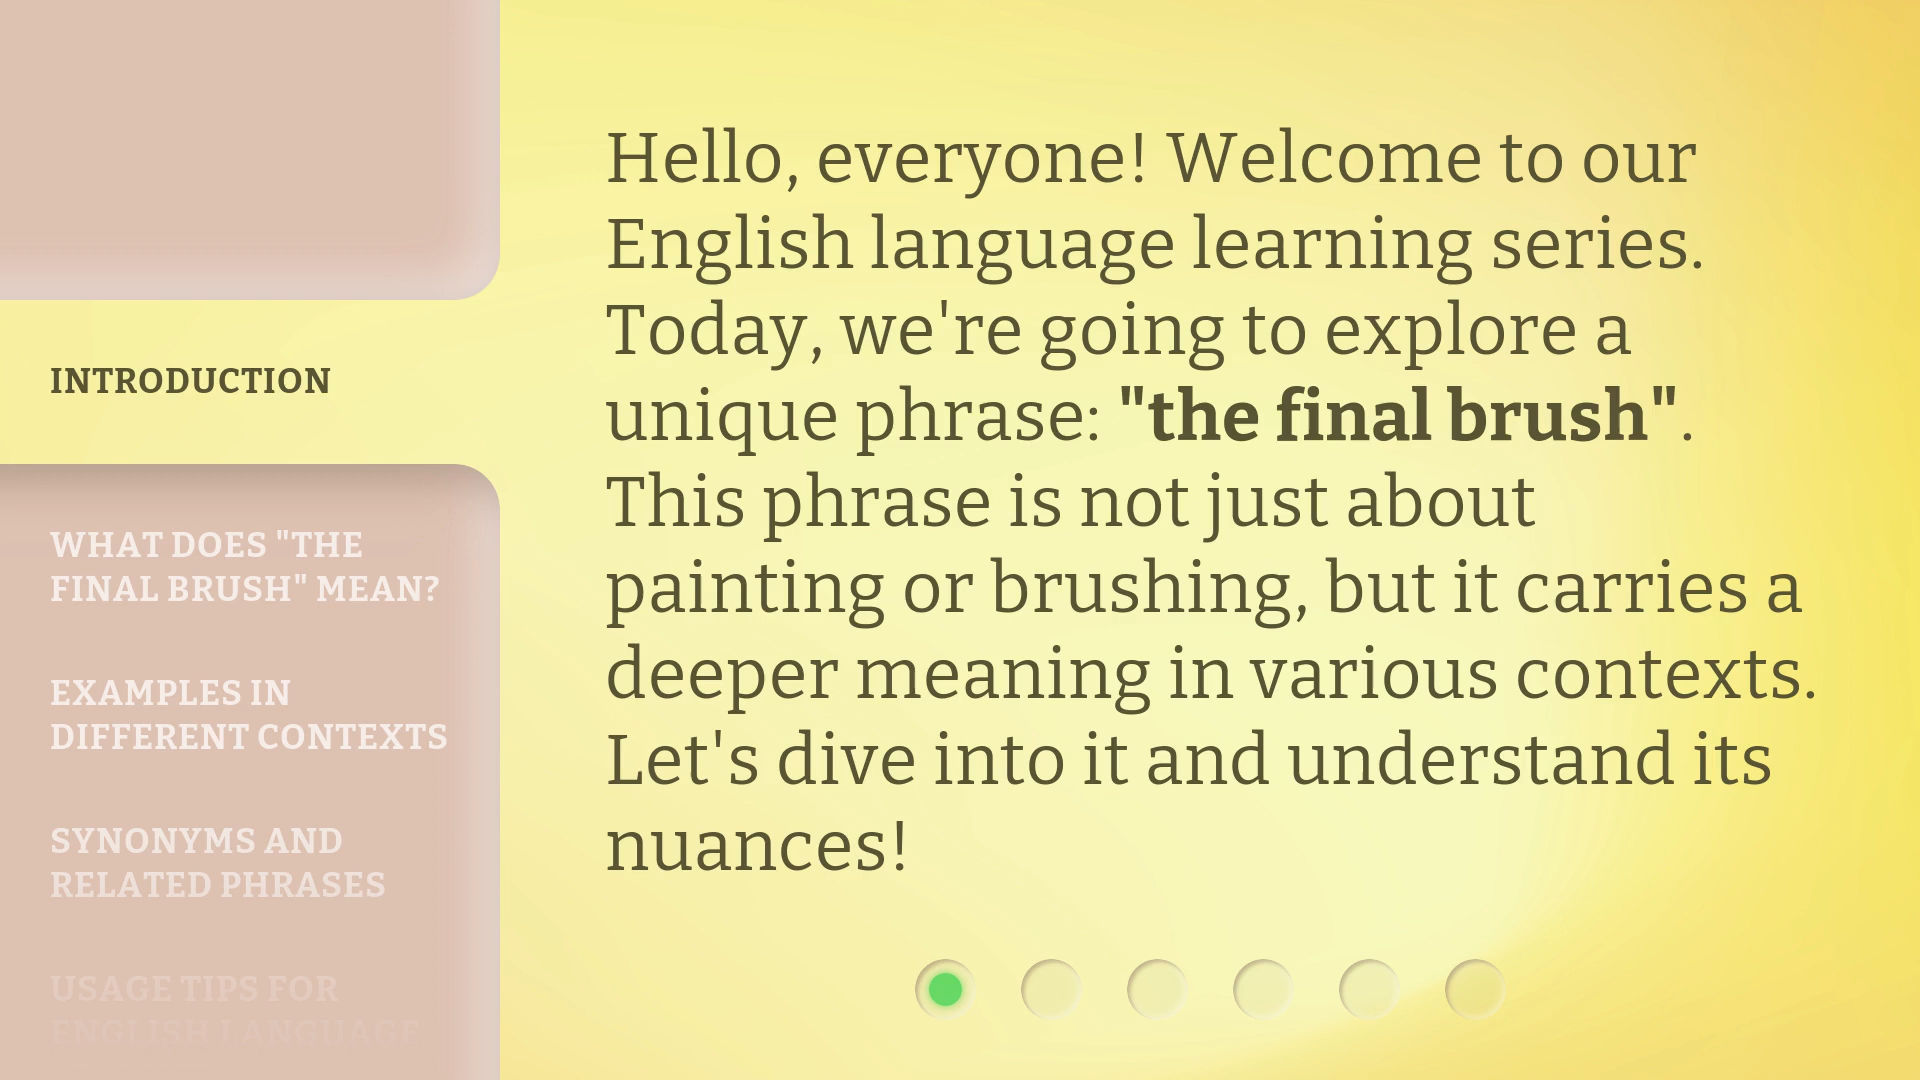 INTRODUCTION
WHAT DOES "THE
FINAL BRUSH" MEAN?
EXAMPLES IN
DIFFERENT CONTEXTS
SYNONYMS AND
RELATED PHRASES
USAGE TIPS FOR
ENGLISH LANGUAGE
Hello, everyone! Welcome to our
English language learning series.
Today, we're going to explore a
unique phrase: "the final brush".
This phrase is not just about
painting or brushing, but it carries a
deeper meaning in various contexts.
Let's dive into it and understand its
nuances!